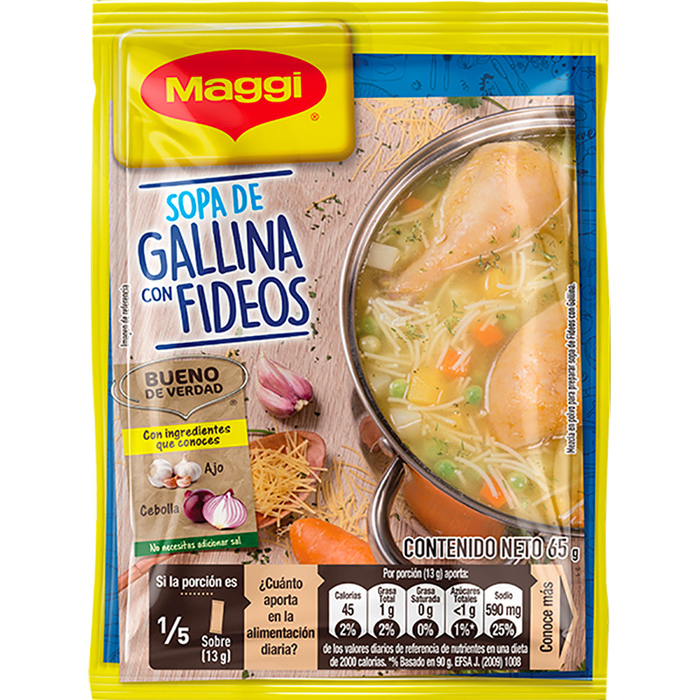 Maggi
®
SOPA DE
GALLINA
CON FIDEOS
Imagen de referencia
BUENO
DE VERDAD
®
Con ingredientes
que conoces
Ajo
Cebolla
No necesitas adicionar sal
Mezcla en polvo para preparar sopa de Fideos con Gallina.
CONTENIDO NETO 65 g
Si la porción es
1/5
Sobre
(13 g)
¿Cuánto
aporta
en la
alimentación
diaria?
Por porción (13 g) aporta:
Calorías
45
2%
Grasa
Total
1 g
2%
Grasa
Saturada
0 g
0%
Azúcares
Totales
<1 g
1%*
Sodio
590 mg
25%
de los valores diarios de referencia de nutrientes en una dieta
de 2000 calorías. *% Basado en 90 g. EFSA J. (2009) 1008
Conoce más